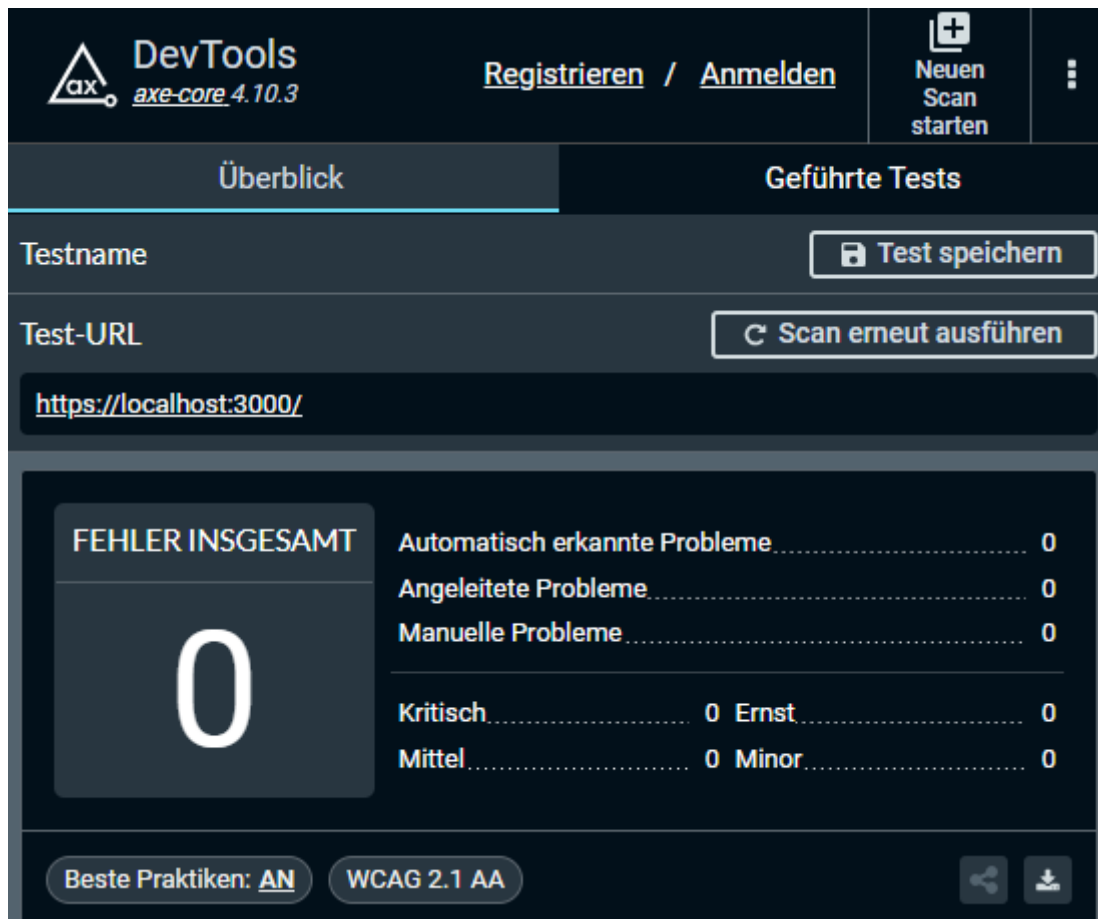 ax DevTools
axe-core 4.10.3
Registrieren / Anmelden
Neuen
Scan
starten
Überblick
Geführte Tests
Testname
Test speichern
Test-URL
Scan erneut ausführen
https://localhost:3000/
FEHLER INSGESAMT
0
Automatisch erkannte Probleme 0
Angeleitete Probleme 0
Manuelle Probleme 0
Kritisch 0 Ernst 0
Mittel 0 Minor 0
Beste Praktiken: AN
WCAG 2.1 AA